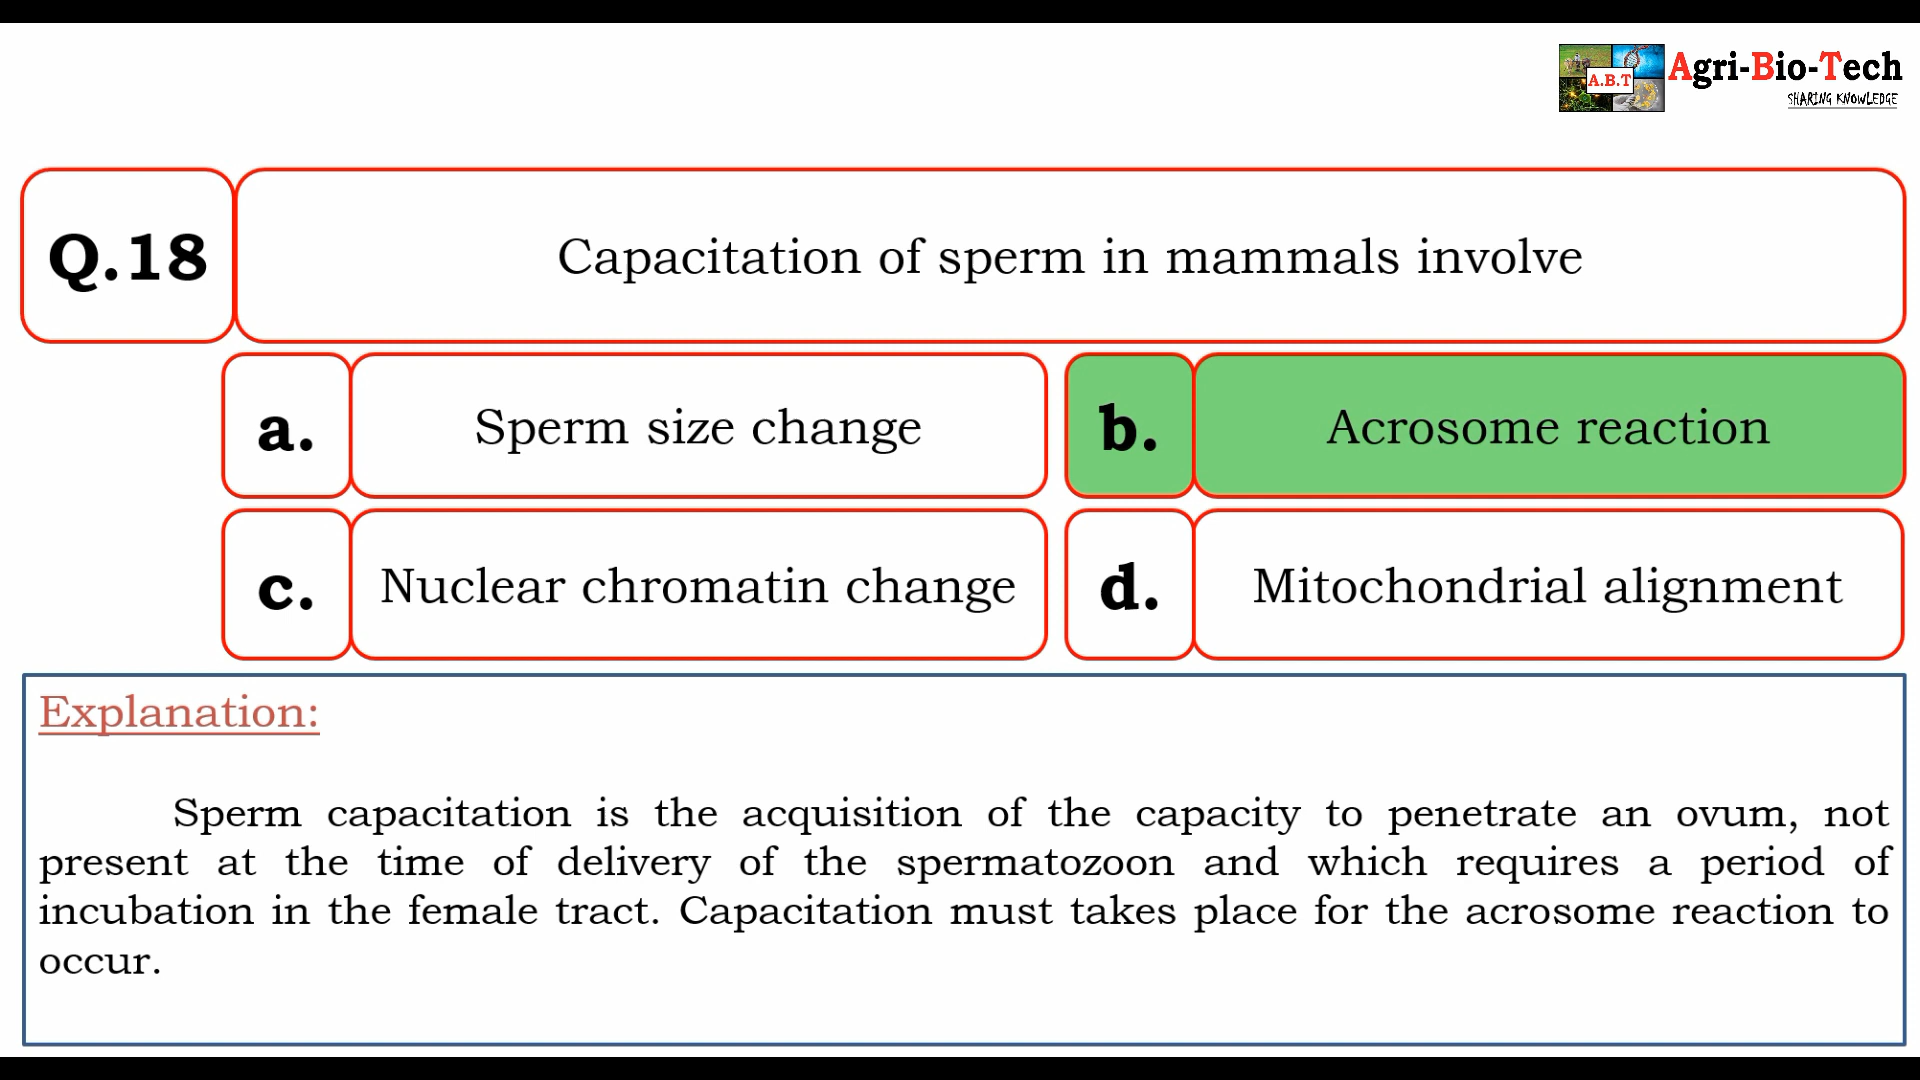 A.B.T
Agri-Bio-Tech
SHARING KNOWLEDGE
Q.18
Capacitation of sperm in mammals involve
a.
Sperm size change
b.
Acrosome reaction
c.
Nuclear chromatin change
d.
Mitochondrial alignment
Explanation:
Sperm capacitation is the acquisition of the capacity to penetrate an ovum, not
present at the time of delivery of the spermatozoon and which requires a period of
incubation in the female tract. Capacitation must takes place for the acrosome reaction to
occur.